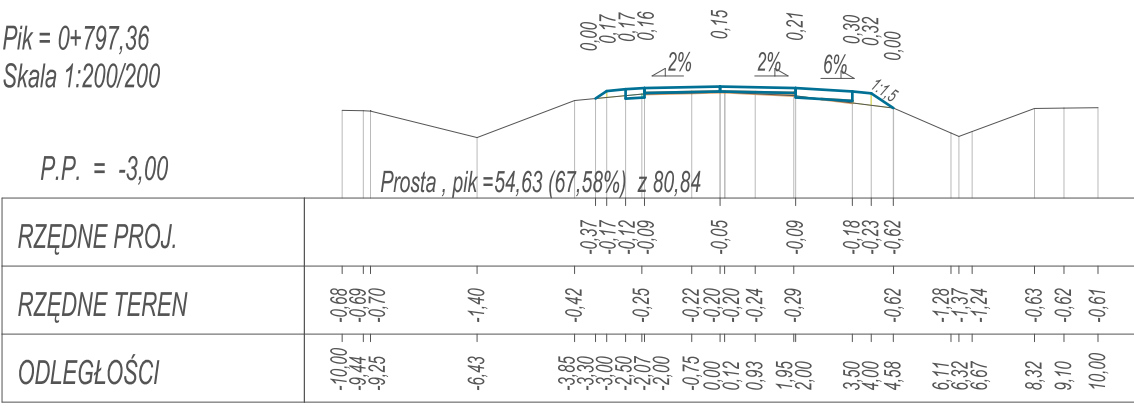 0,00 0,17 0,17 0,16 0,15 0,21 0,30 0,32 0,00
Pik = 0+797,36
Skala 1:200/200
2% 2% 6% 1:1,5
P.P. = -3,00
Prosta , pik =54,63 (67,58%) z 80,84
RZĘDNE PROJ. -0,37 -0,17 -0,12 -0,09 -0,05 -0,09 -0,18 -0,23 -0,62
RZĘDNE TEREN -0,68 -0,69 -0,70 -1,40 -0,42 -0,25 -0,22 -0,20 -0,20 -0,24 -0,29 -0,62 -1,28 -1,37 -1,24 -0,63 -0,62 -0,61
ODLEGŁOŚCI -10,00 -9,44 -9,25 -6,43 -3,85 -3,30 -3,00 -2,50 -2,07 -2,00 -0,75 0,00 0,12 0,93 1,95 2,00 3,50 4,00 4,58 6,11 6,32 6,67 8,32 9,10 10,00